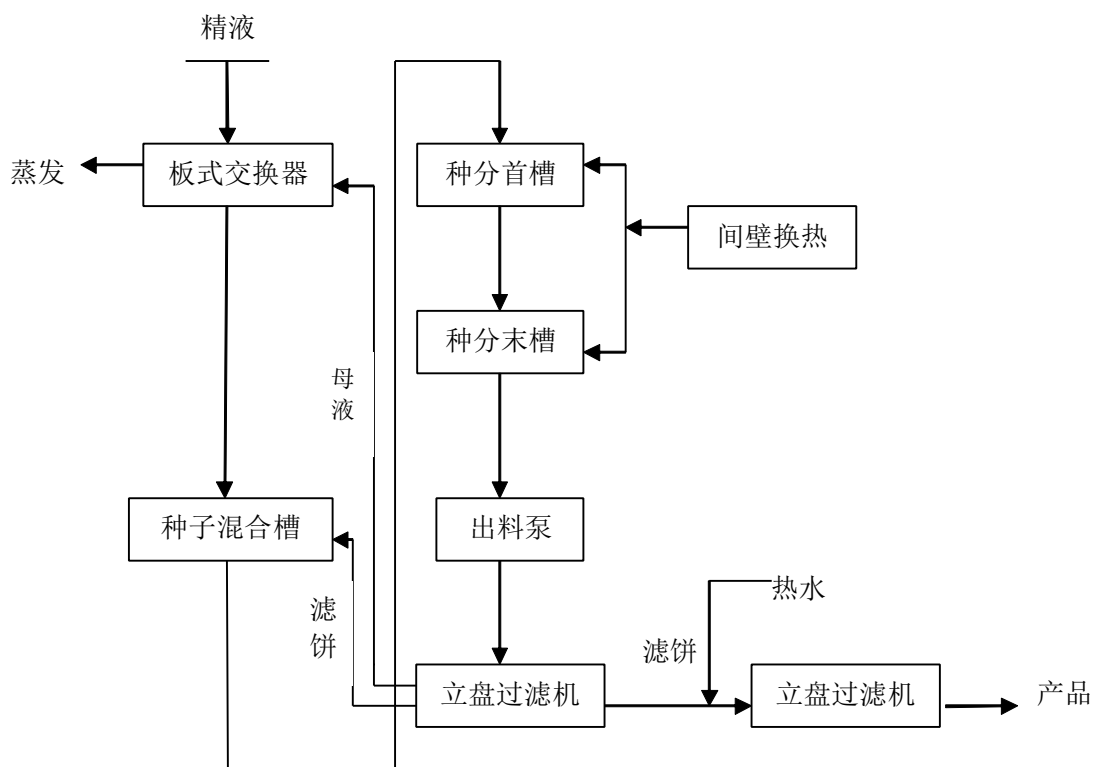 精液
蒸发
板式交换器
种分首槽
间壁换热
种分末槽
母
液
种子混合槽
出料泵
滤
饼
热水
滤饼
立盘过滤机
立盘过滤机
产品